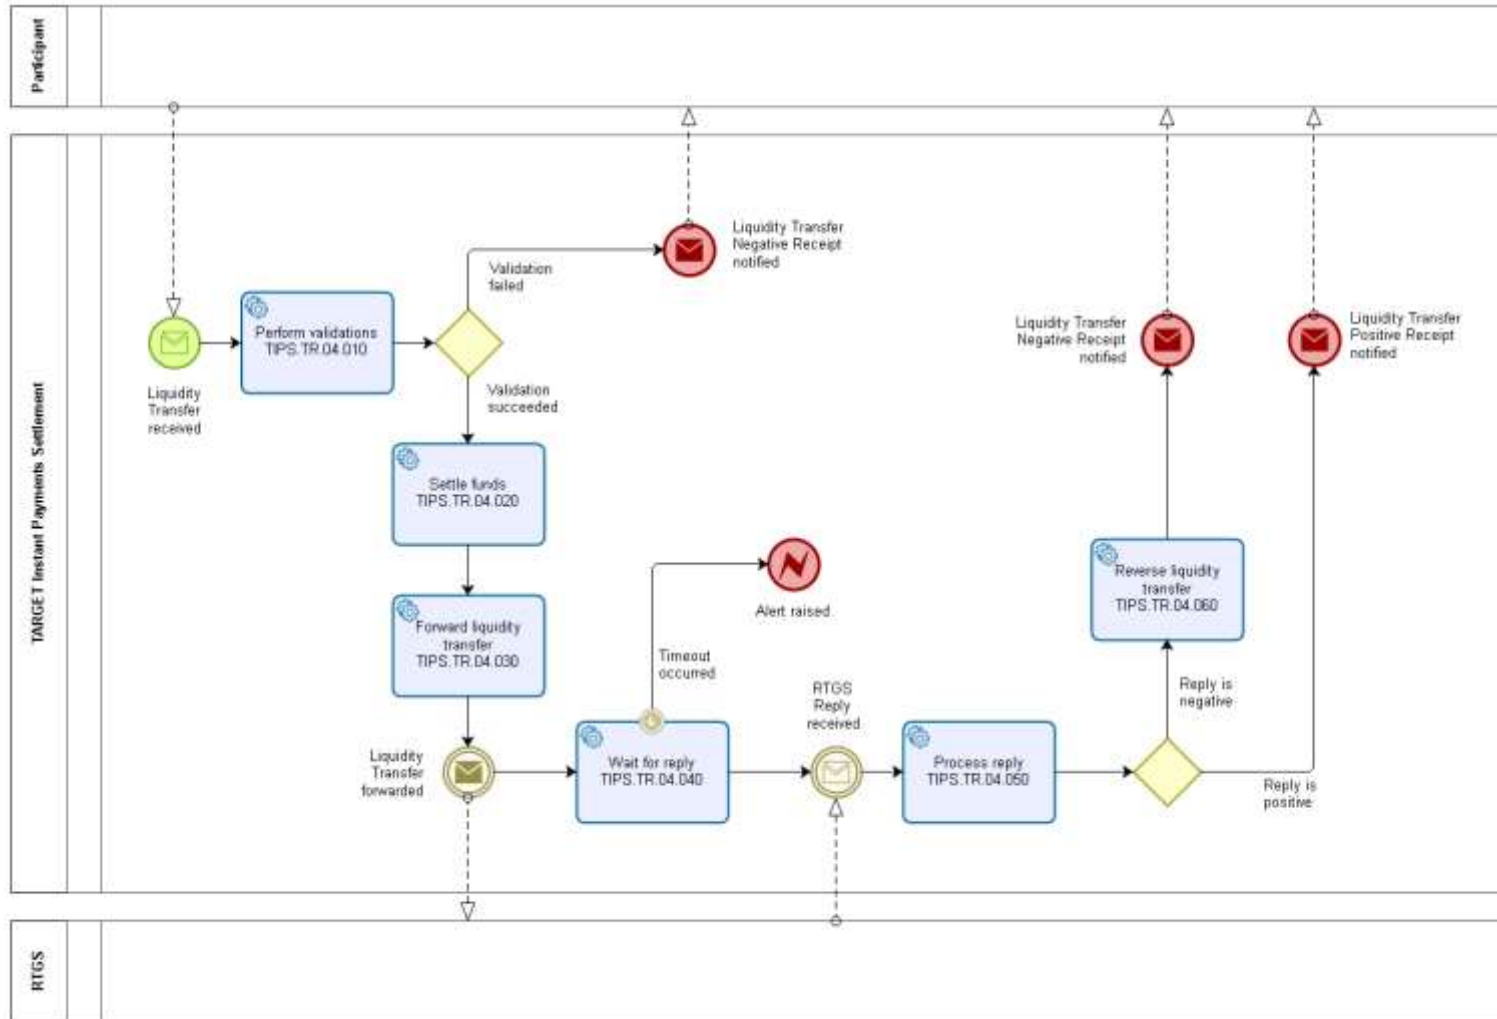 Participant
TARGET Instant Payments Settlement
RTGS
Liquidity Transfer
Negative Receipt
notified
Validation
failed
Perform validations
TIPS.TR.04.010
Liquidity
Transfer
received
Validation
succeeded
Liquidity Transfer
Negative Receipt
notified
Liquidity Transfer
Positive Receipt
notified
Settle funds
TIPS.TR.04.020
Alert raised
Reverse liquidity
transfer
TIPS.TR.04.060
Forward liquidity
transfer
TIPS.TR.04.030
Timeout
occurred
RTGS
Reply
received
Reply is
negative
Liquidity
Transfer
forwarded
Wait for reply
TIPS.TR.04.040
Process reply
TIPS.TR.04.050
Reply is
positive